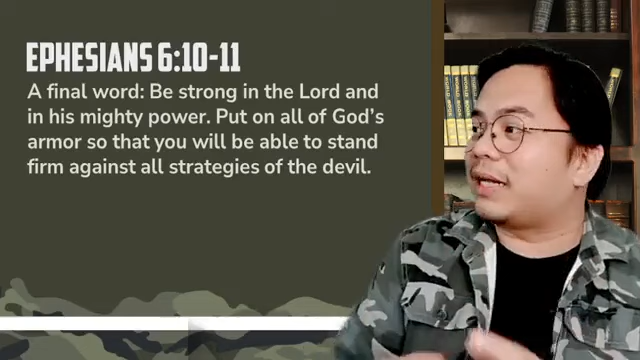 EPHESIANS 6:10-11
A final word: Be strong in the Lord and
in his mighty power. Put on all of God's
armor so that you will be able to stand
firm against all strategies of the devil.